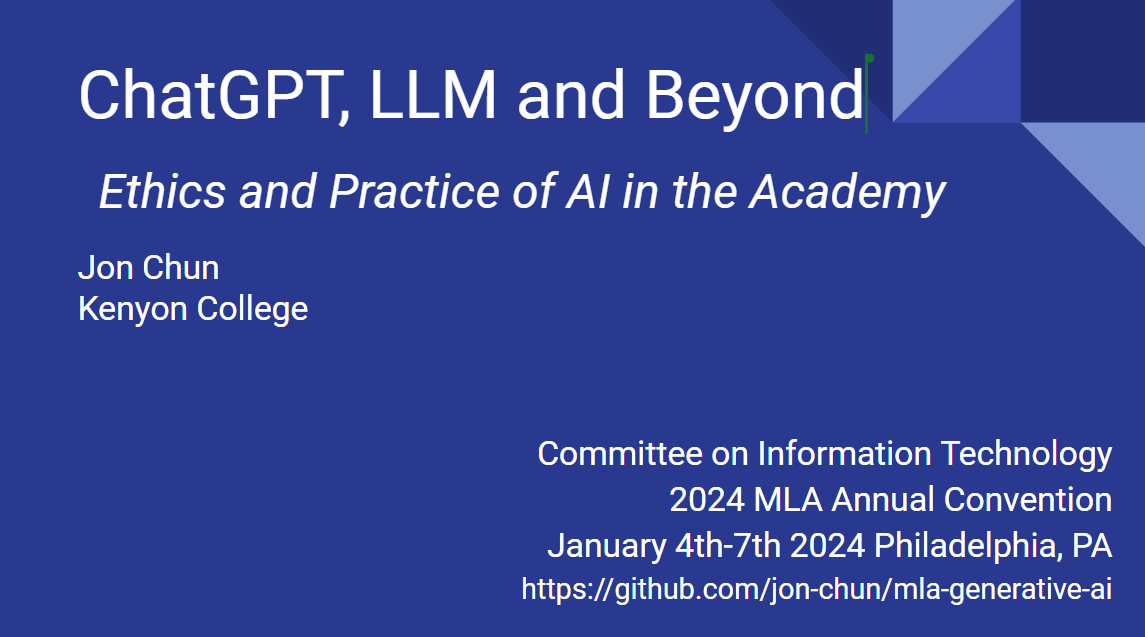 ChatGPT, LLM and Beyond
Ethics and Practice of AI in the Academy
Jon Chun
Kenyon College
Committee on Information Technology
2024 MLA Annual Convention
January 4th-7th 2024 Philadelphia, PA
https://github.com/jon-chun/mla-generative-ai